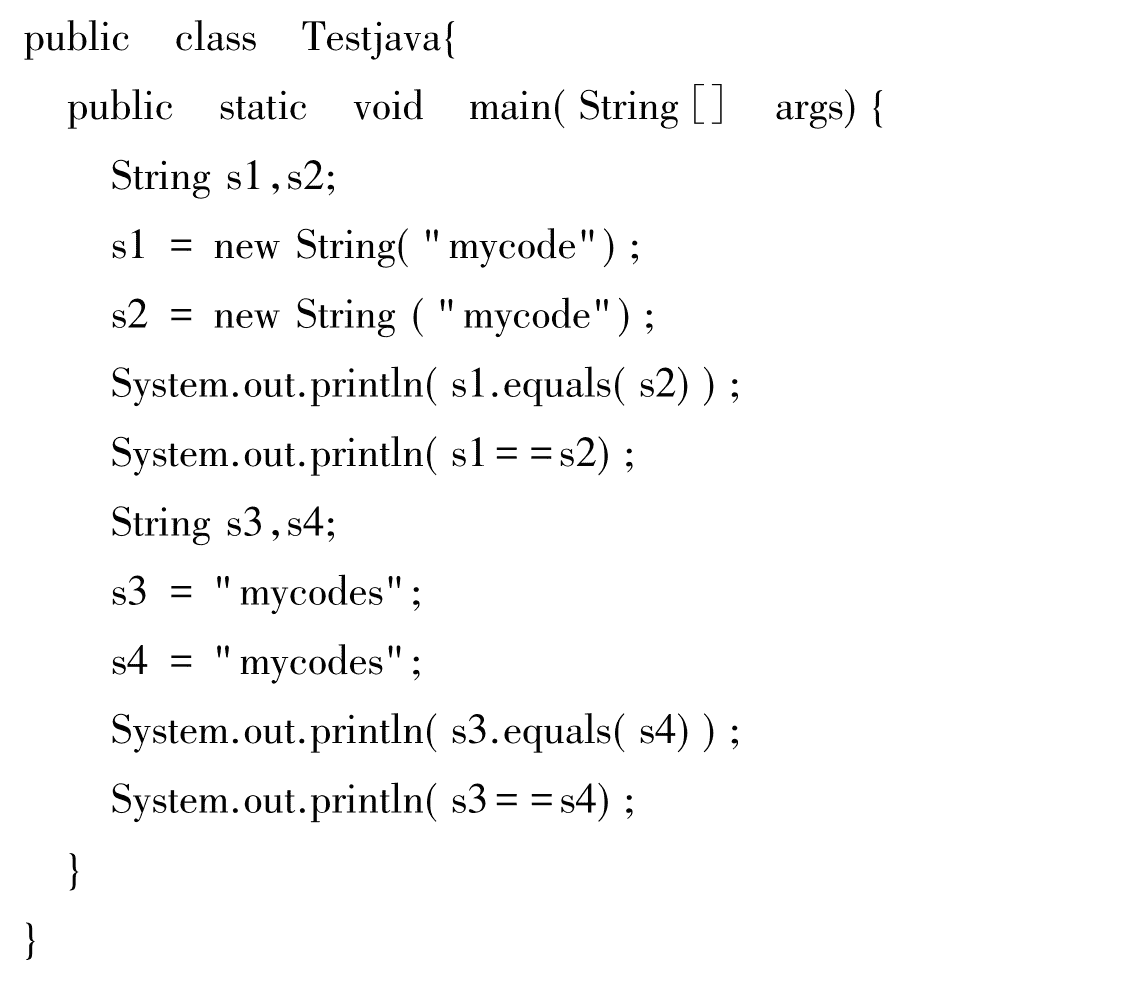 public class Testjava{
public static void main( String [] args) {
String s1,s2;
s1 = new String( "mycode") ;
s2 = new String ( "mycode") ;
System.out.println( s1.equals( s2) ) ;
System.out.println( s1==s2) ;
String s3,s4;
s3 = "mycodes";
s4 = "mycodes";
System.out.println( s3.equals( s4) ) ;
System.out.println( s3==s4) ;
}
}